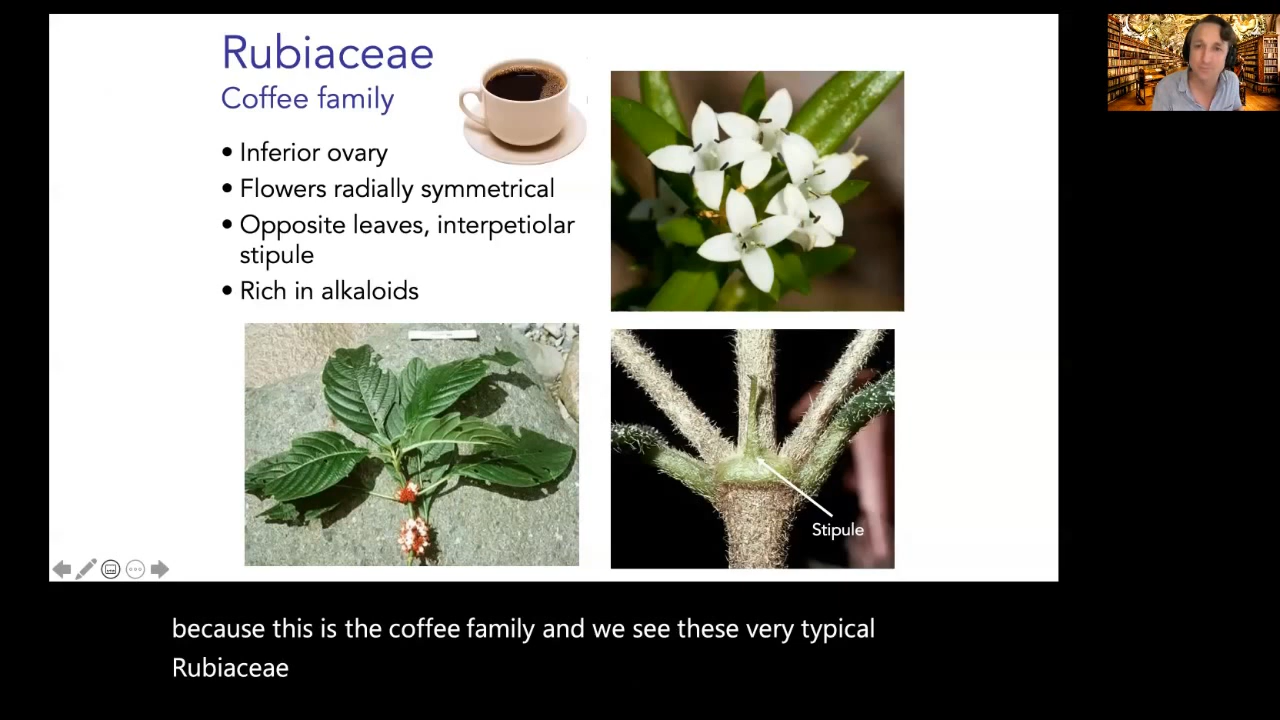 Rubiaceae
Coffee family
• Inferior ovary
• Flowers radially symmetrical
• Opposite leaves, interpetiolar
stipule
• Rich in alkaloids
Stipule
because this is the coffee family and we see these very typical
Rubiaceae